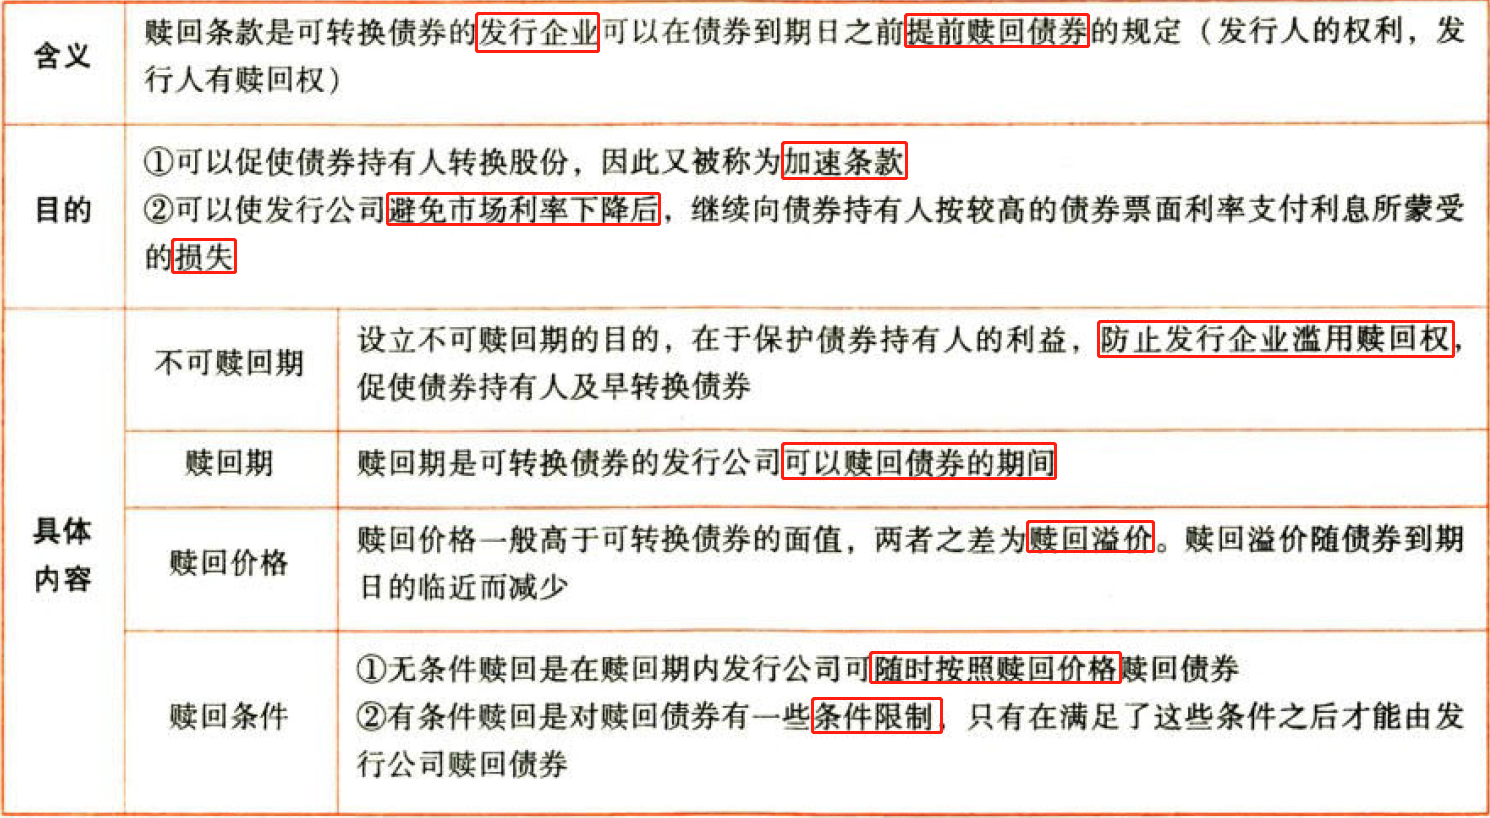 含义
赎回条款是可转换债券的发行企业可以在债券到期日之前提前赎回债券的规定（发行人的权利，发
行人有赎回权）
目的
①可以促使债券持有人转换股份，因此又被称为加速条款
②可以使发行公司避免市场利率下降后，继续向债券持有人按较高的债券票面利率支付利息所蒙受
的损失
具体
内容
不可赎回期
设立不可赎回期的目的，在于保护债券持有人的利益，防止发行企业滥用赎回权，
促使债券持有人及早转换债券
赎回期
赎回期是可转换债券的发行公司可以赎回债券的期间
赎回价格
赎回价格一般高于可转换债券的面值，两者之差为赎回溢价。赎回溢价随债券到期
日的临近而减少
赎回条件
①无条件赎回是在赎回期内发行公司可随时按照赎回价格赎回债券
②有条件赎回是对赎回债券有一些条件限制，只有在满足了这些条件之后才能由发
行公司赎回债券